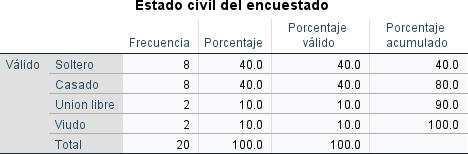 Estado civil del encuestado
Frecuencia Porcentaje Porcentaje válido Porcentaje acumulado
Válido Soltero 8 40.0 40.0 40.0
Casado 8 40.0 40.0 80.0
Union libre 2 10.0 10.0 90.0
Viudo 2 10.0 10.0 100.0
Total 20 100.0 100.0